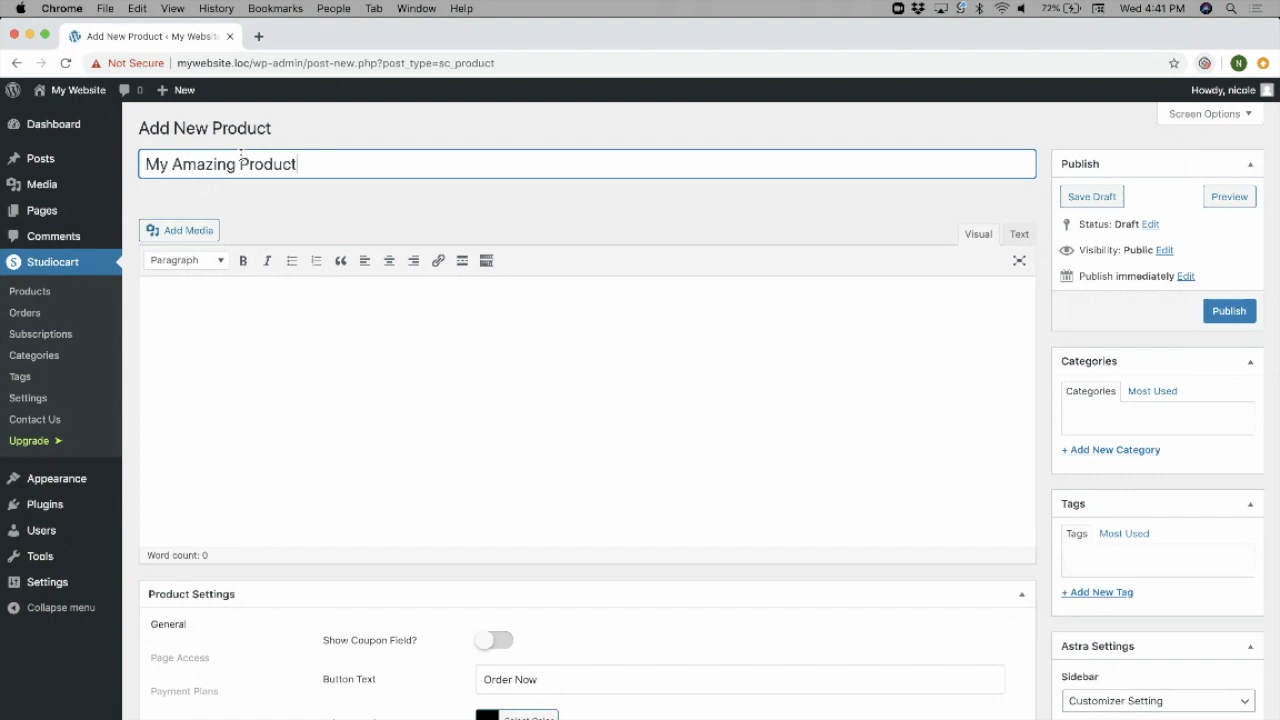 Chrome File Edit View History Bookmarks People Tab Window Help 72% Wed 4:41 PM
Add New Product ‹ My Websit
Not Secure mywebsite.loc/wp-admin/post-new.php?post_type=sc_product N
My Website 0 New Howdy, nicole
Screen Options
Dashboard
Posts
Media
Pages
Comments
Studiocart
Products
Orders
Subscriptions
Categories
Tags
Settings
Contact Us
Upgrade ➤
Appearance
Plugins
Users
Tools
Settings
Collapse menu
Add New Product
My Amazing Product
Add Media
Visual Text
Paragraph B I
Word count: 0
Product Settings
General
Page Access
Payment Plans
Show Coupon Field?
Button Text Order Now
Select Color
Publish
Save Draft Preview
Status: Draft Edit
Visibility: Public Edit
Publish immediately Edit
Publish
Categories
Categories Most Used
+ Add New Category
Tags
Tags Most Used
+ Add New Tag
Astra Settings
Sidebar
Customizer Setting